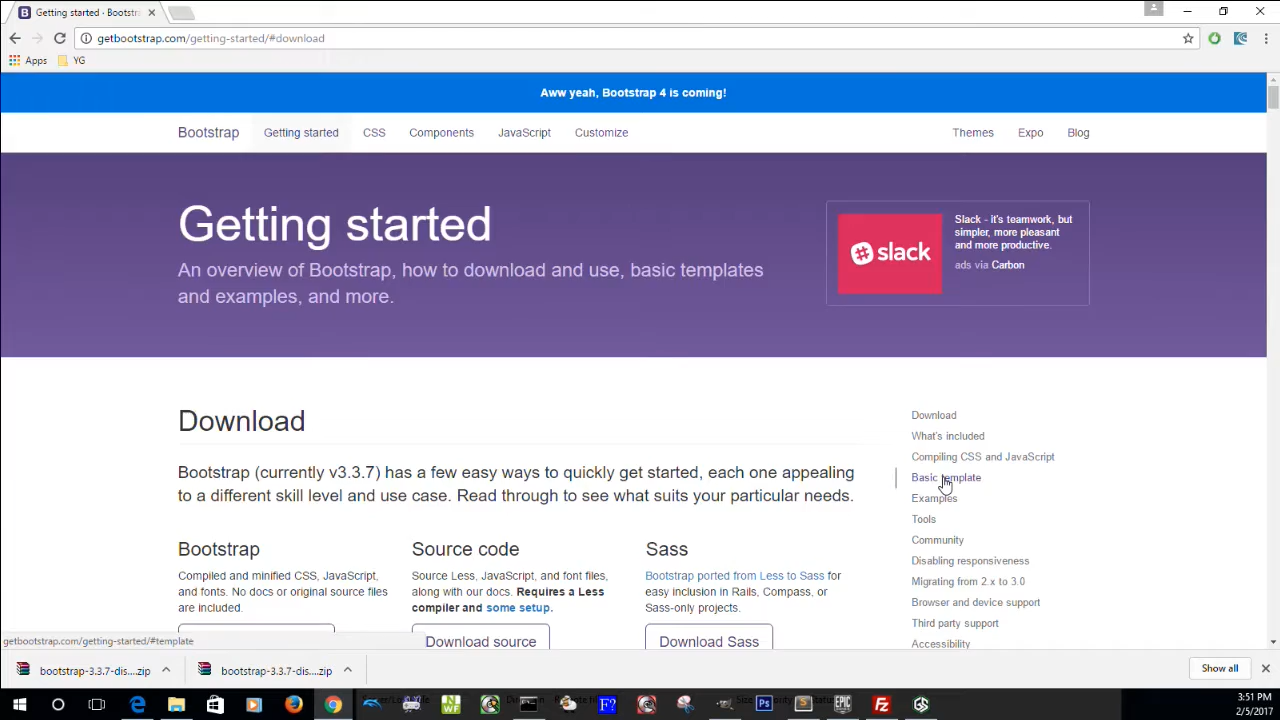 Getting started · Bootstr
getbootstrap.com/getting-started/#download
Apps
YG
Aww yeah, Bootstrap 4 is coming!
Bootstrap
Getting started
CSS
Components
JavaScript
Customize
Themes
Expo
Blog
Getting started
An overview of Bootstrap, how to download and use, basic templates
and examples, and more.
slack
Slack - it's teamwork, but
simpler, more pleasant
and more productive.
ads via Carbon
Download
Bootstrap (currently v3.3.7) has a few easy ways to quickly get started, each one appealing
to a different skill level and use case. Read through to see what suits your particular needs.
Bootstrap
Compiled and minified CSS, JavaScript,
and fonts. No docs or original source files
are included.
Source code
Source Less, JavaScript, and font files,
along with our docs. Requires a Less
compiler and some setup.
Download source
Sass
Bootstrap ported from Less to Sass for
easy inclusion in Rails, Compass, or
Sass-only projects.
Download Sass
Download
What's included
Compiling CSS and JavaScript
Basic template
Examples
Tools
Community
Disabling responsiveness
Migrating from 2.x to 3.0
Browser and device support
Third party support
Accessibility
getbootstrap.com/getting-started/#template
bootstrap-3.3.7-dis....zip
bootstrap-3.3.7-dis....zip
Show all
3:51 PM
2/5/2017